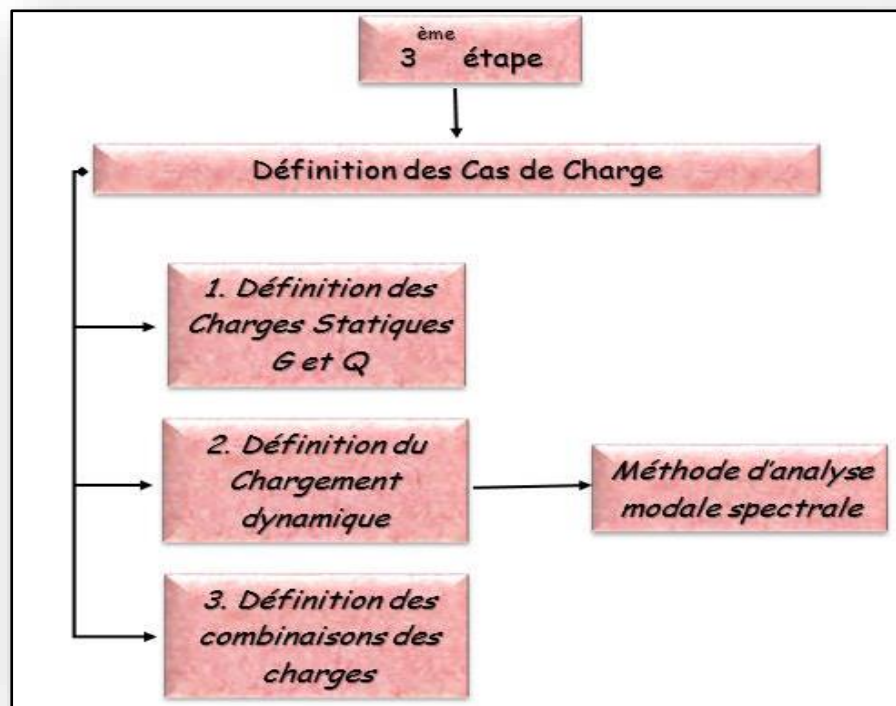 3ème étape
Définition des Cas de Charge
1. Définition des
Charges Statiques
G et Q
2. Définition du
Chargement
dynamique
Méthode d'analyse
modale spectrale
3. Définition des
combinaisons des
charges